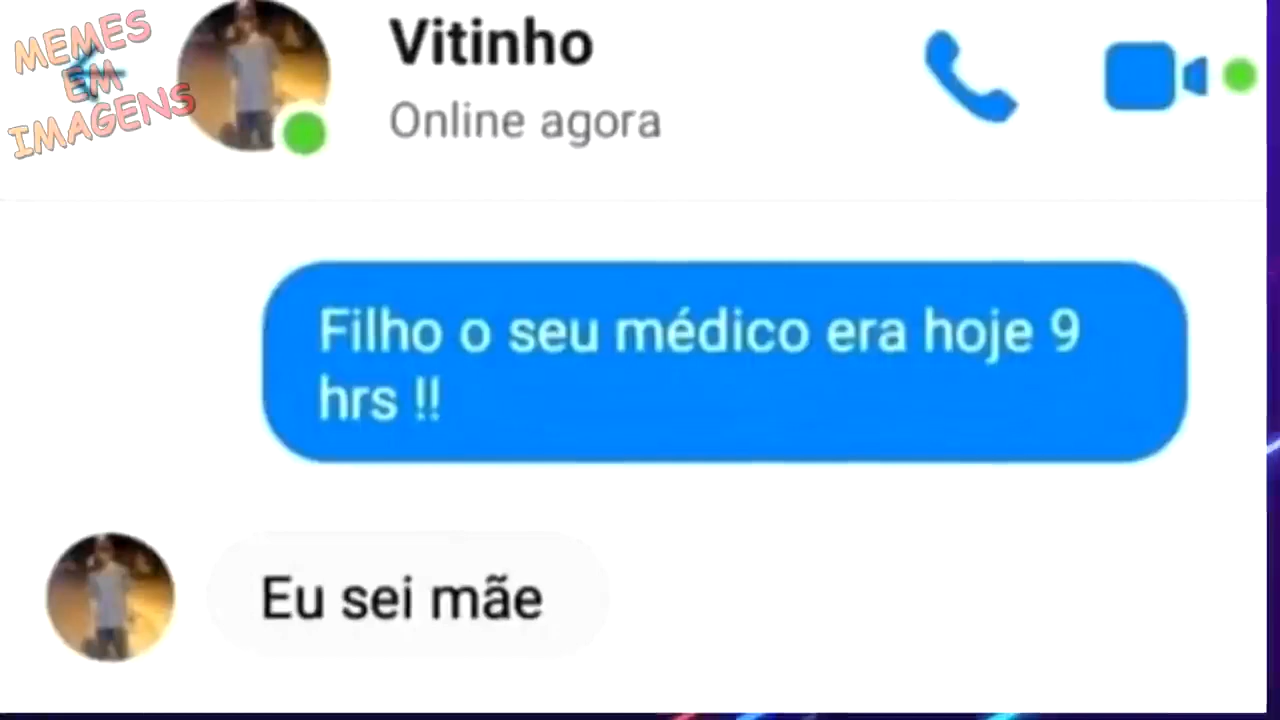 MEMES
EM
IMAGENS
Vitinho
Online agora
Filho o seu médico era hoje 9
hrs !!
Eu sei mãe